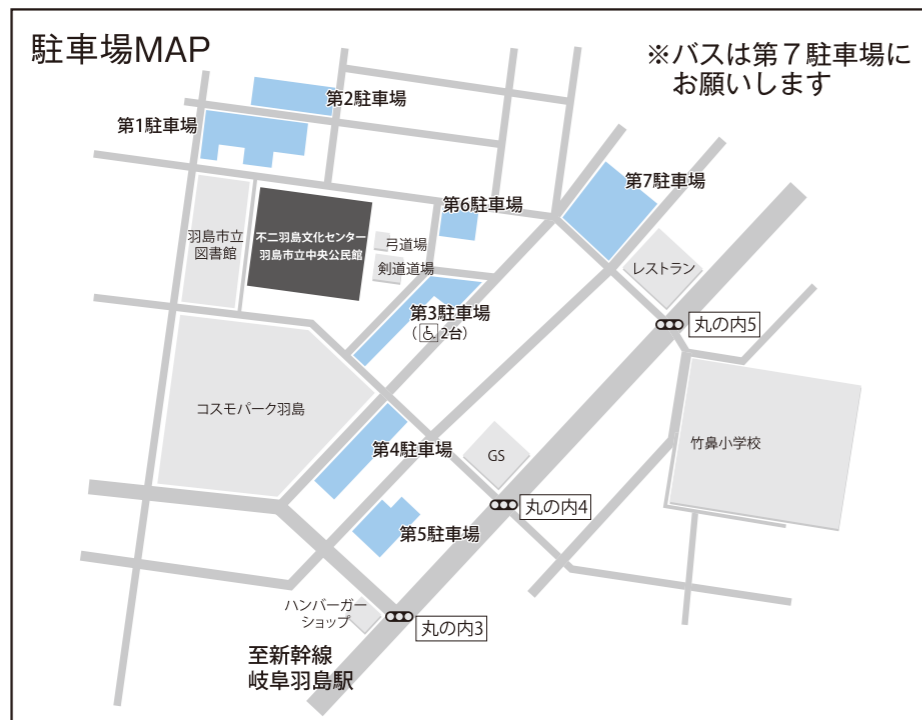 駐車場MAP
※バスは第７駐車場に
お願いします
第2駐車場
第1駐車場
第7駐車場
第6駐車場
羽島市立
図書館
不二羽島文化センター
羽島市立中央公民館
弓道場
剣道道場
レストラン
第3駐車場
（♿2台）
丸の内5
コスモパーク羽島
竹鼻小学校
第4駐車場
GS
丸の内4
第5駐車場
ハンバーガー
ショップ
丸の内3
至新幹線
岐阜羽島駅